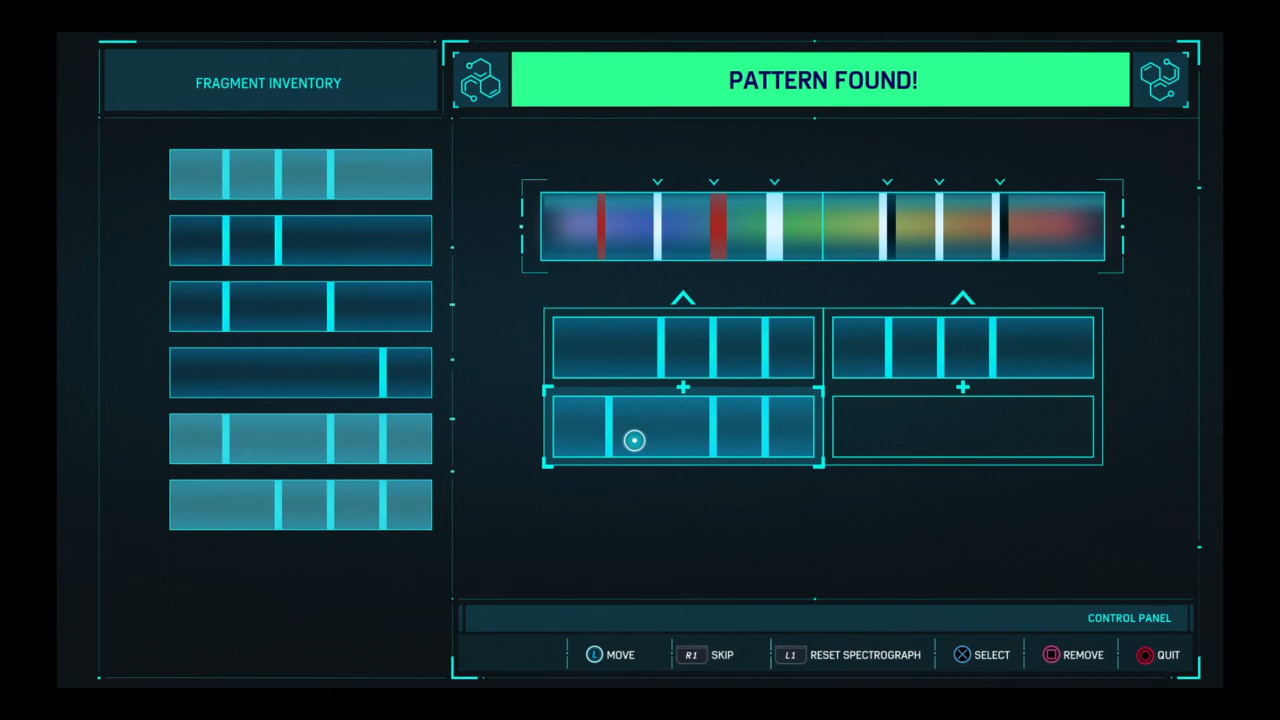 FRAGMENT INVENTORY
PATTERN FOUND!
CONTROL PANEL
L MOVE R1 SKIP L1 RESET SPECTROGRAPH SELECT REMOVE QUIT